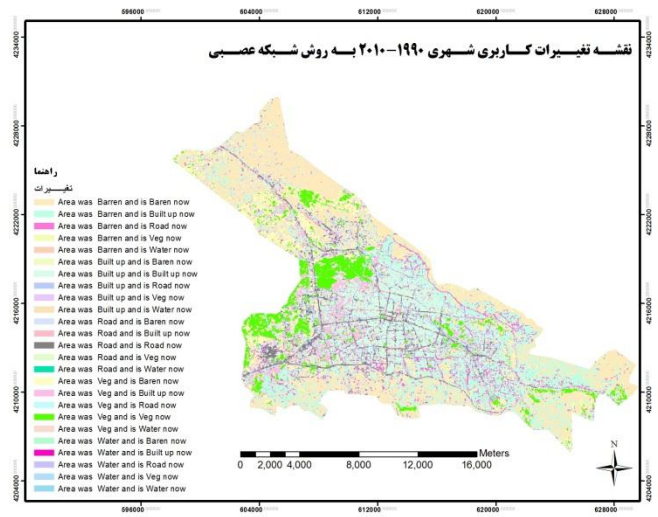 596000 604000 612000 620000 628000
نقشه تغییرات کاربری شهری ۱۹۹۰-۲۰۱۰ به روش شبکه عصبی
4234000 4234000
4228000 4228000
4222000 4222000
4216000 4216000
4210000 4210000
4204000 4204000
راهنما
تغییرات
Area was Barren and is Baren now
Area was Barren and is Built up now
Area was Barren and is Road now
Area was Barren and is Veg now
Area was Barren and is Water now
Area was Built up and is Baren now
Area was Built up and is Built up now
Area was Built up and is Road now
Area was Built up and is Veg now
Area was Built up and is Water now
Area was Road and is Baren now
Area was Road and is Built up now
Area was Road and is Road now
Area was Road and is Veg now
Area was Road and is Water now
Area was Veg and is Baren now
Area was Veg and is Built up now
Area was Veg and is Road now
Area was Veg and is Veg now
Area was Veg and is Water now
Area was Water and is Baren now
Area was Water and is Built up now
Area was Water and is Road now
Area was Water and is Veg now
Area was Water and is Water now
Meters
0 2,000 4,000 8,000 12,000 16,000
N
596000 604000 612000 620000 628000